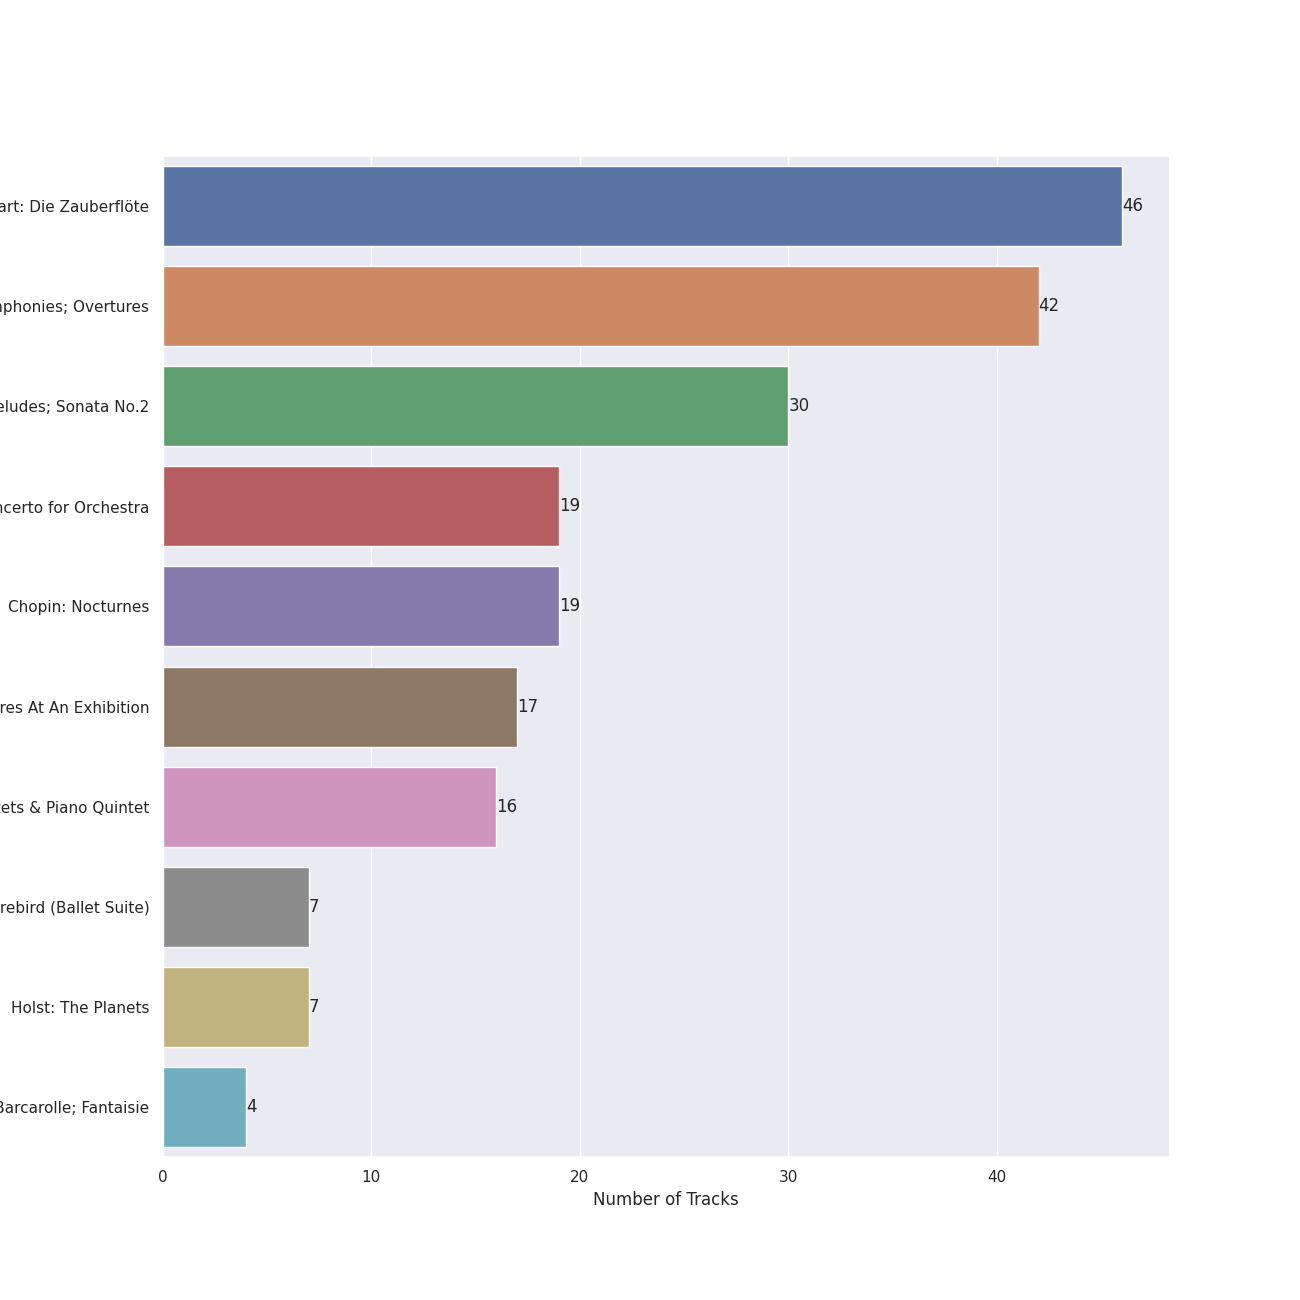 art: Die Zauberflöte 46
phonies; Overtures 42
eludes; Sonata No.2 30
certo for Orchestra 19
Chopin: Nocturnes 19
res At An Exhibition 17
ets & Piano Quintet 16
rebird (Ballet Suite) 7
Holst: The Planets 7
Barcarolle; Fantaisie 4
0 10 20 30 40
Number of Tracks